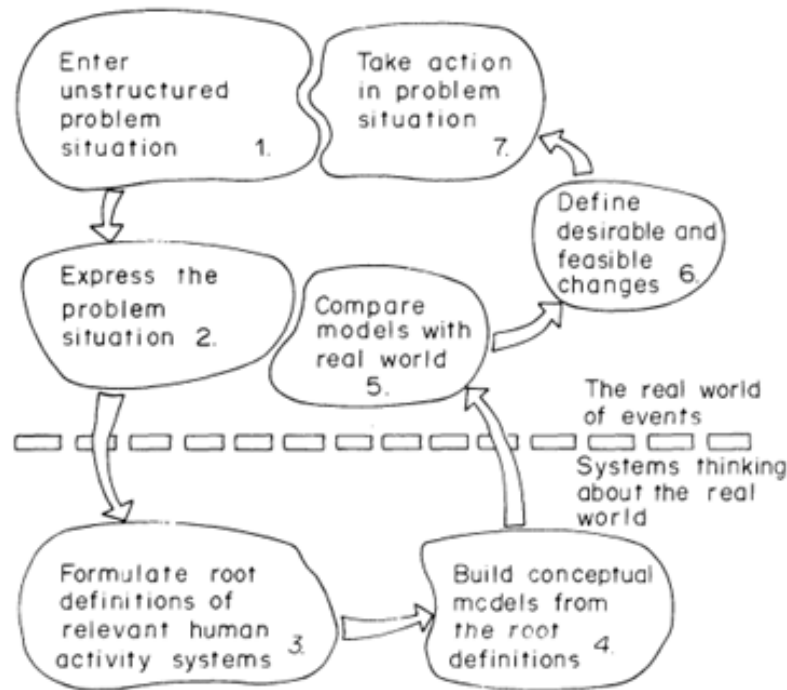 Enter
unstructured
problem
situation 1.
Take action
in problem
situation
7.
Express the
problem
situation 2.
Compare
models with
real world
5.
Define
desirable and
feasible
changes 6.
The real world
of events
Systems thinking
about the real
world
Formulate root
definitions of
relevant human
activity systems 3.
Build conceptual
models from
the root
definitions 4.